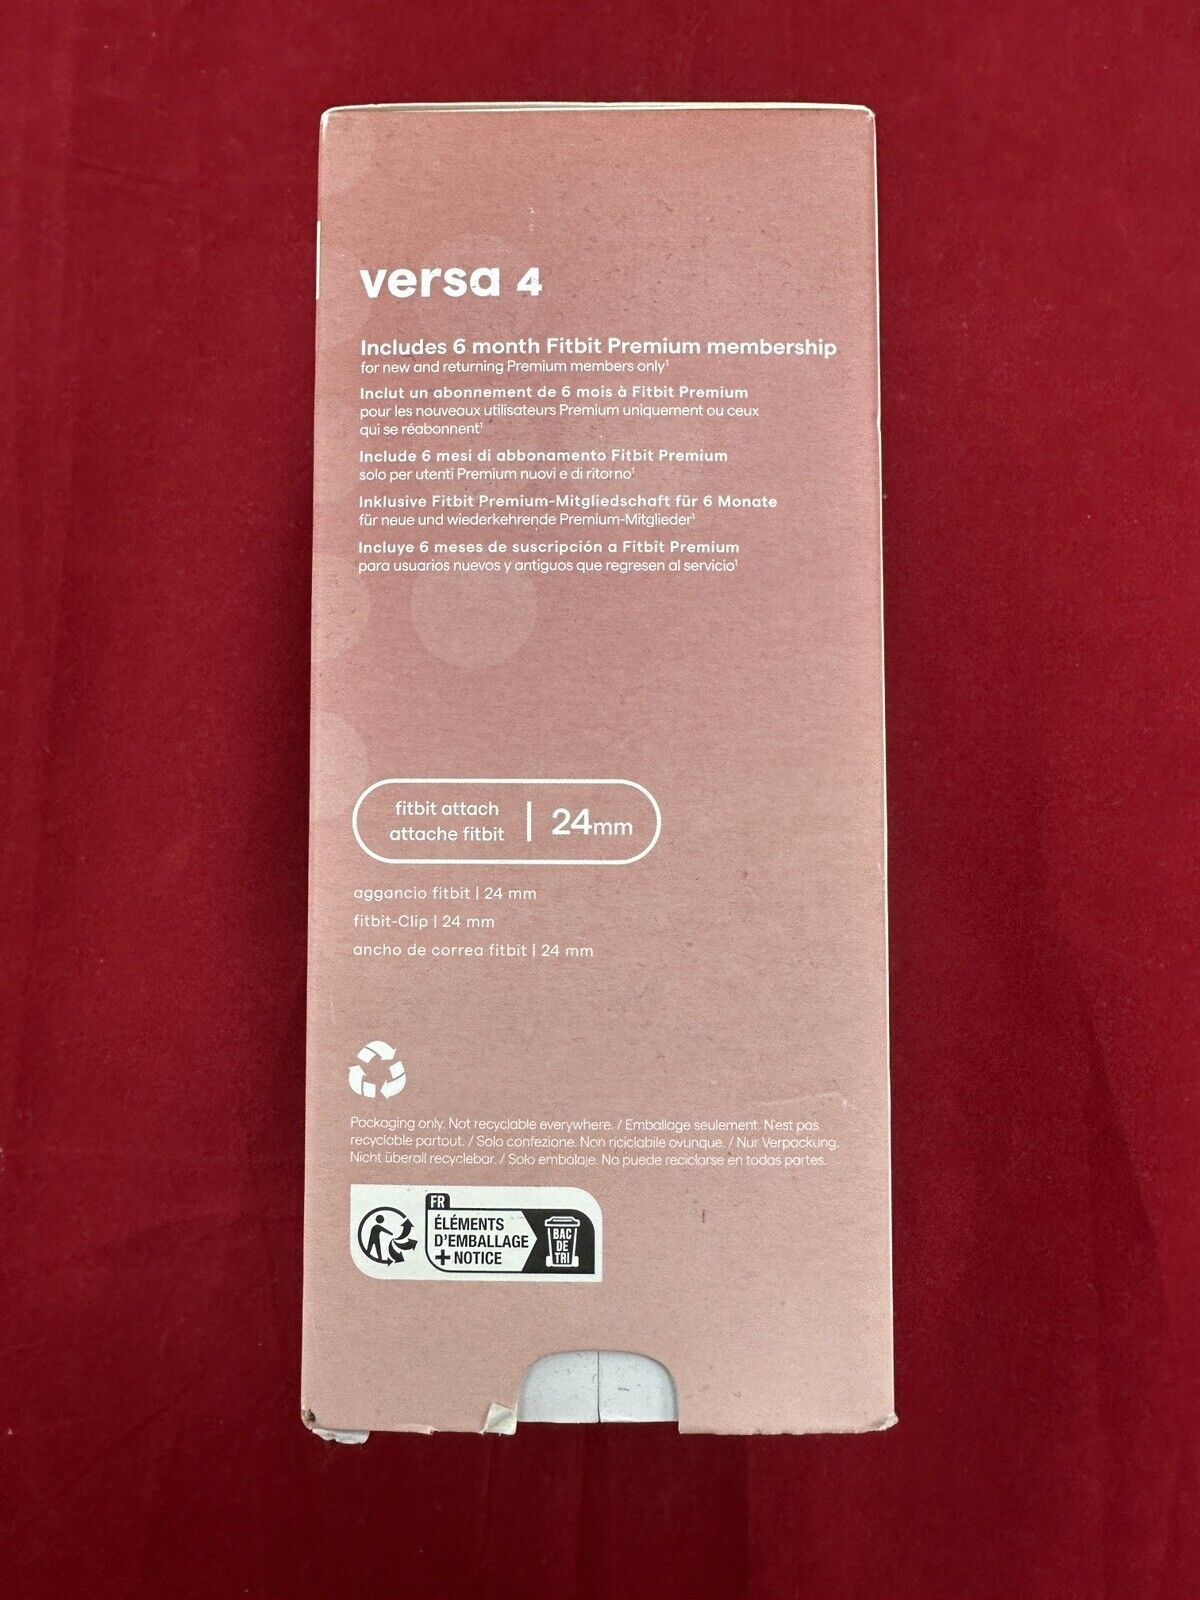 versa 4
Includes 6 month Fitbit Premium membership
for new and returning Premium members only¹
Inclut un abonnement de 6 mois à Fitbit Premium
pour les nouveaux utilisateurs Premium uniquement ou ceux
qui se réabonnent¹
Include 6 mesi di abbonamento Fitbit Premium
solo per utenti Premium nuovi e di ritorno¹
Inklusive Fitbit Premium-Mitgliedschaft für 6 Monate
für neue und wiederkehrende Premium-Mitglieder¹
Incluye 6 meses de suscripción a Fitbit Premium
para usuarios nuevos y antiguos que regresen al servicio¹
fitbit attach
attache fitbit | 24mm
aggancio fitbit | 24 mm
fitbit-Clip | 24 mm
ancho de correa fitbit | 24 mm
Packaging only. Not recyclable everywhere. / Emballage seulement. N'est pas
recyclable partout. / Solo confezione. Non riciclabile ovunque. / Nur Verpackung.
Nicht überall recyclebar. / Solo embalaje. No puede reciclarse en todas partes.
FR
ÉLÉMENTS
D'EMBALLAGE
+ NOTICE
BAC
DE
TRI